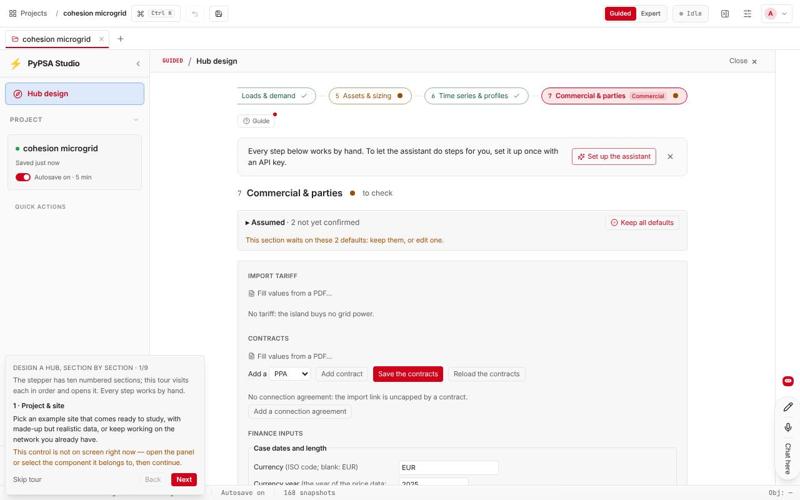 Projects / cohesion microgrid Ctrl K
Guided Expert Idle A
cohesion microgrid
PyPSA Studio
GUIDED / Hub design Close
Hub design
PROJECT
cohesion microgrid
Saved just now
Autosave on · 5 min
QUICK ACTIONS
Loads & demand 5 Assets & sizing 6 Time series & profiles 7 Commercial & parties Commercial
Guide
Every step below works by hand. To let the assistant do steps for you, set it up once with
an API key.
Set up the assistant
7 Commercial & parties to check
▸ Assumed · 2 not yet confirmed Keep all defaults
This section waits on these 2 defaults: keep them, or edit one.
IMPORT TARIFF
Fill values from a PDF...
No tariff: the island buys no grid power.
CONTRACTS
Fill values from a PDF...
Add a PPA Add contract Save the contracts Reload the contracts
No connection agreement: the import link is uncapped by a contract.
Add a connection agreement
FINANCE INPUTS
Case dates and length
Currency (ISO code; blank: EUR) EUR
Currency year (the year of the price data; 2025
DESIGN A HUB, SECTION BY SECTION · 1/9
The stepper has ten numbered sections; this tour visits
each in order and opens it. Every step works by hand.
1 · Project & site
Pick an example site that comes ready to study, with
made-up but realistic data, or keep working on the
network you already have.
This control is not on screen right now — open the panel
or select the component it belongs to, then continue.
Skip tour Back Next
Chat here
Autosave on 168 snapshots Obj: —